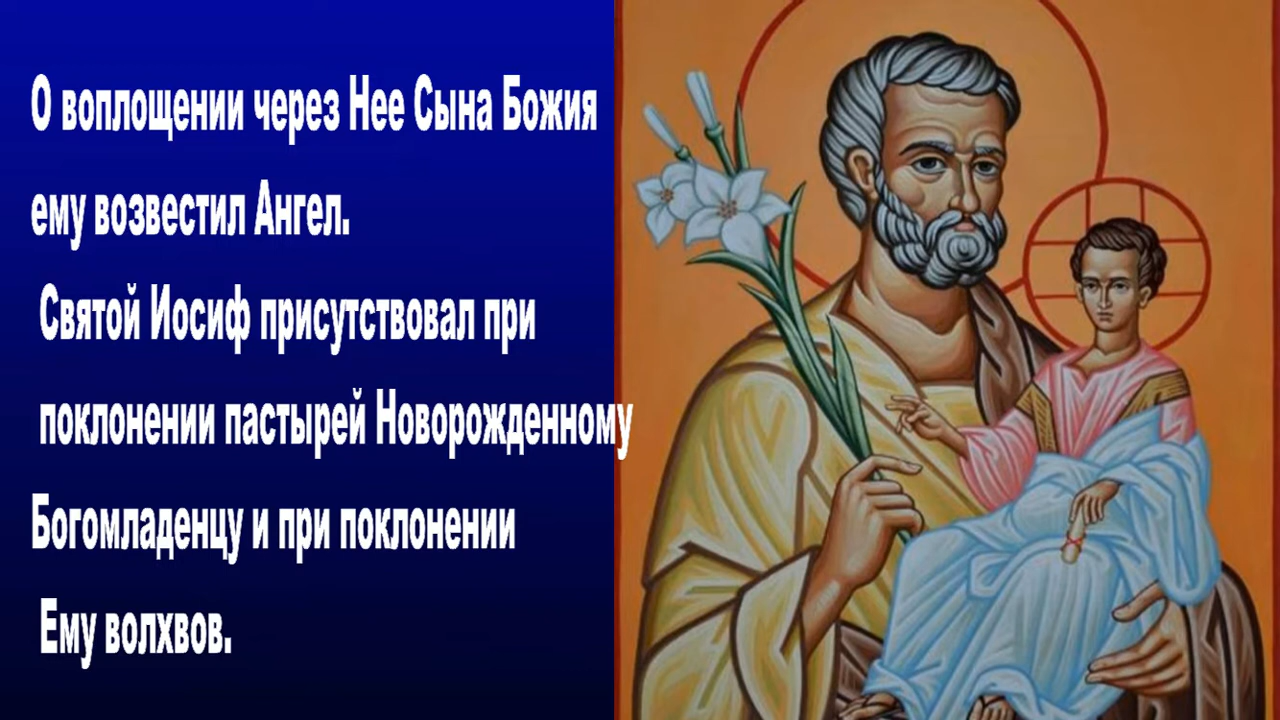 О воплощении через Нее Сына Божия
ему возвестил Ангел.
Святой Иосиф присутствовал при
поклонении пастырей Новорожденному
Богомладенцу и при поклонении
Ему волхвов.